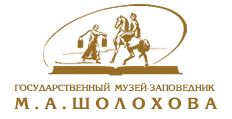 ГОСУДАРСТВЕННЫЙ МУЗЕЙ-ЗАПОВЕДНИК
М.А.ШОЛОХОВА